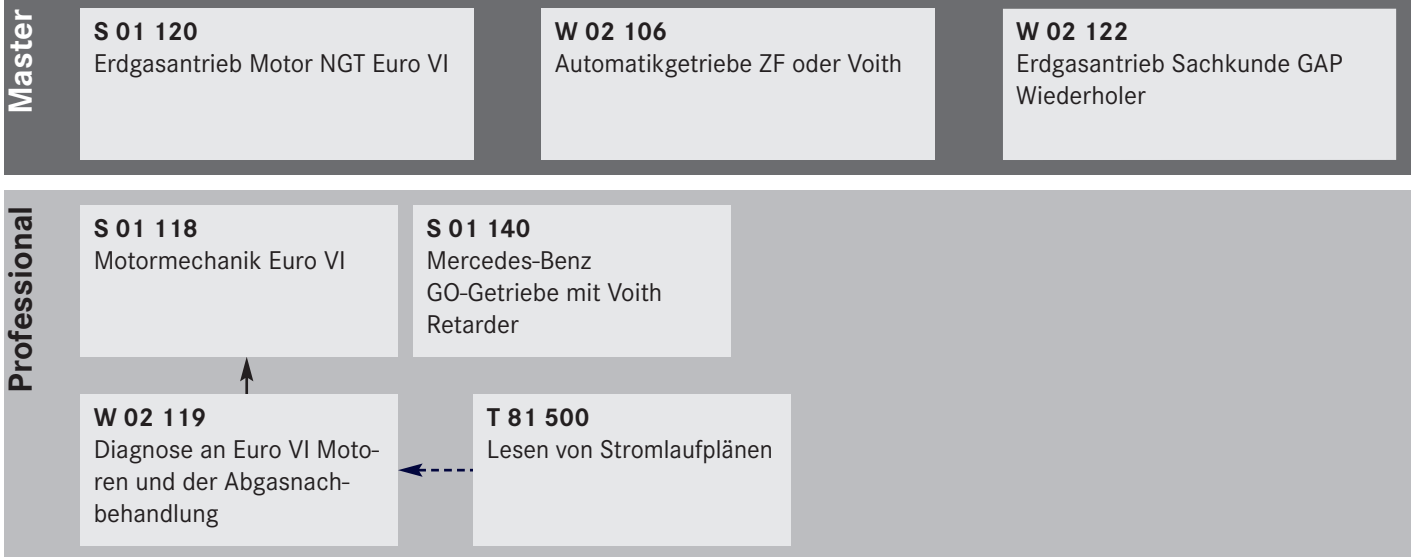 Master
S 01 120
Erdgasantrieb Motor NGT Euro VI
W 02 106
Automatikgetriebe ZF oder Voith
W 02 122
Erdgasantrieb Sachkunde GAP
Wiederholer
Professional
S 01 118
Motormechanik Euro VI
S 01 140
Mercedes-Benz
GO-Getriebe mit Voith
Retarder
W 02 119
Diagnose an Euro VI Moto-
ren und der Abgasnach-
behandlung
T 81 500
Lesen von Stromlaufplänen